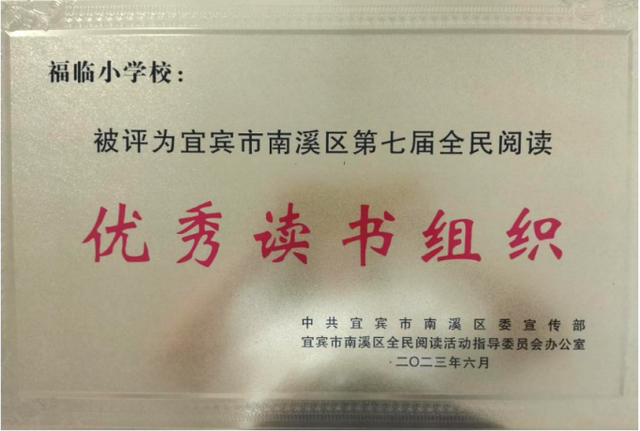 福临小学校：
被评为宜宾市南溪区第七届全民阅读
优秀读书组织
中共宜宾市南溪区委宣传部
宜宾市南溪区全民阅读活动指导委员会办公室
二〇二三年六月